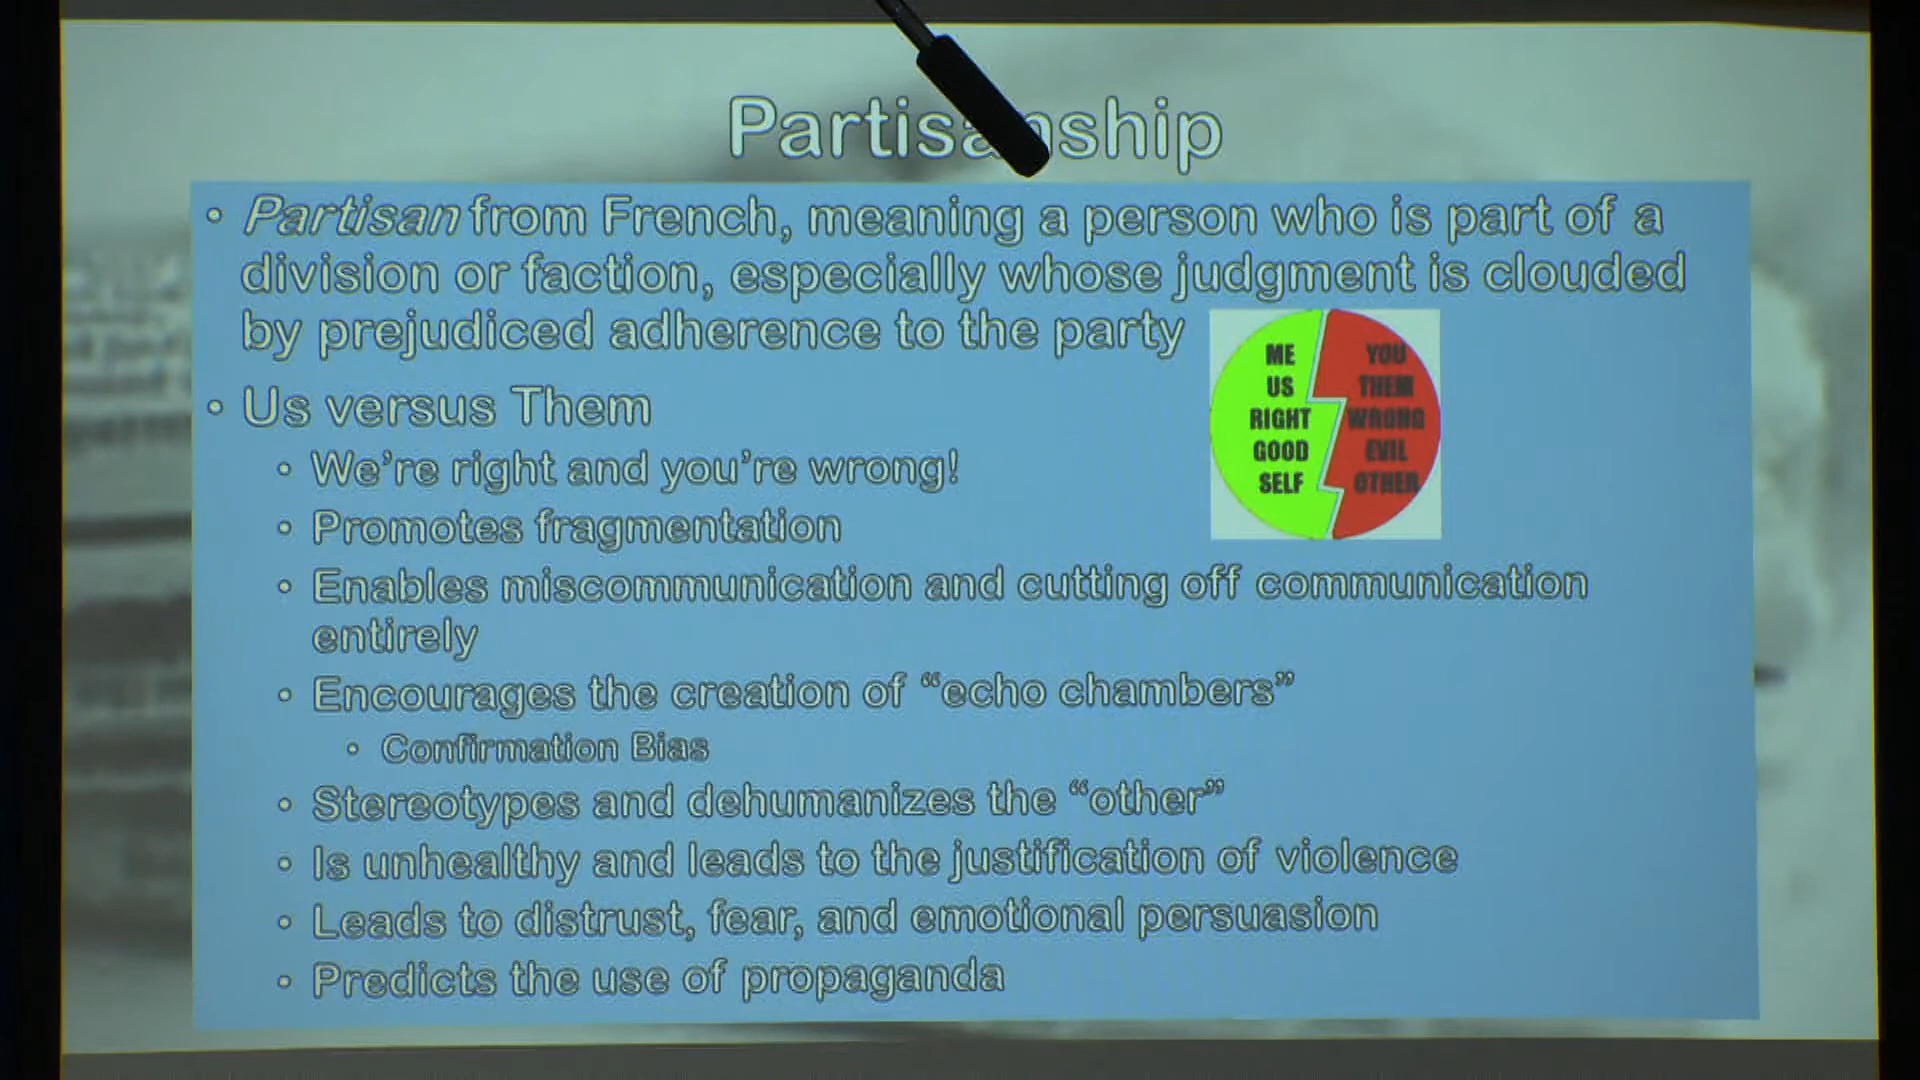 Partisanship
• Partisan from French, meaning a person who is part of a
division or faction, especially whose judgment is clouded
by prejudiced adherence to the party
ME
US
RIGHT
GOOD
SELF
YOU
THEM
WRONG
EVIL
OTHER
• Us versus Them
• We’re right and you’re wrong!
• Promotes fragmentation
• Enables miscommunication and cutting off communication
entirely
• Encourages the creation of “echo chambers”
• Confirmation Bias
• Stereotypes and dehumanizes the “other”
• Is unhealthy and leads to the justification of violence
• Leads to distrust, fear, and emotional persuasion
• Predicts the use of propaganda